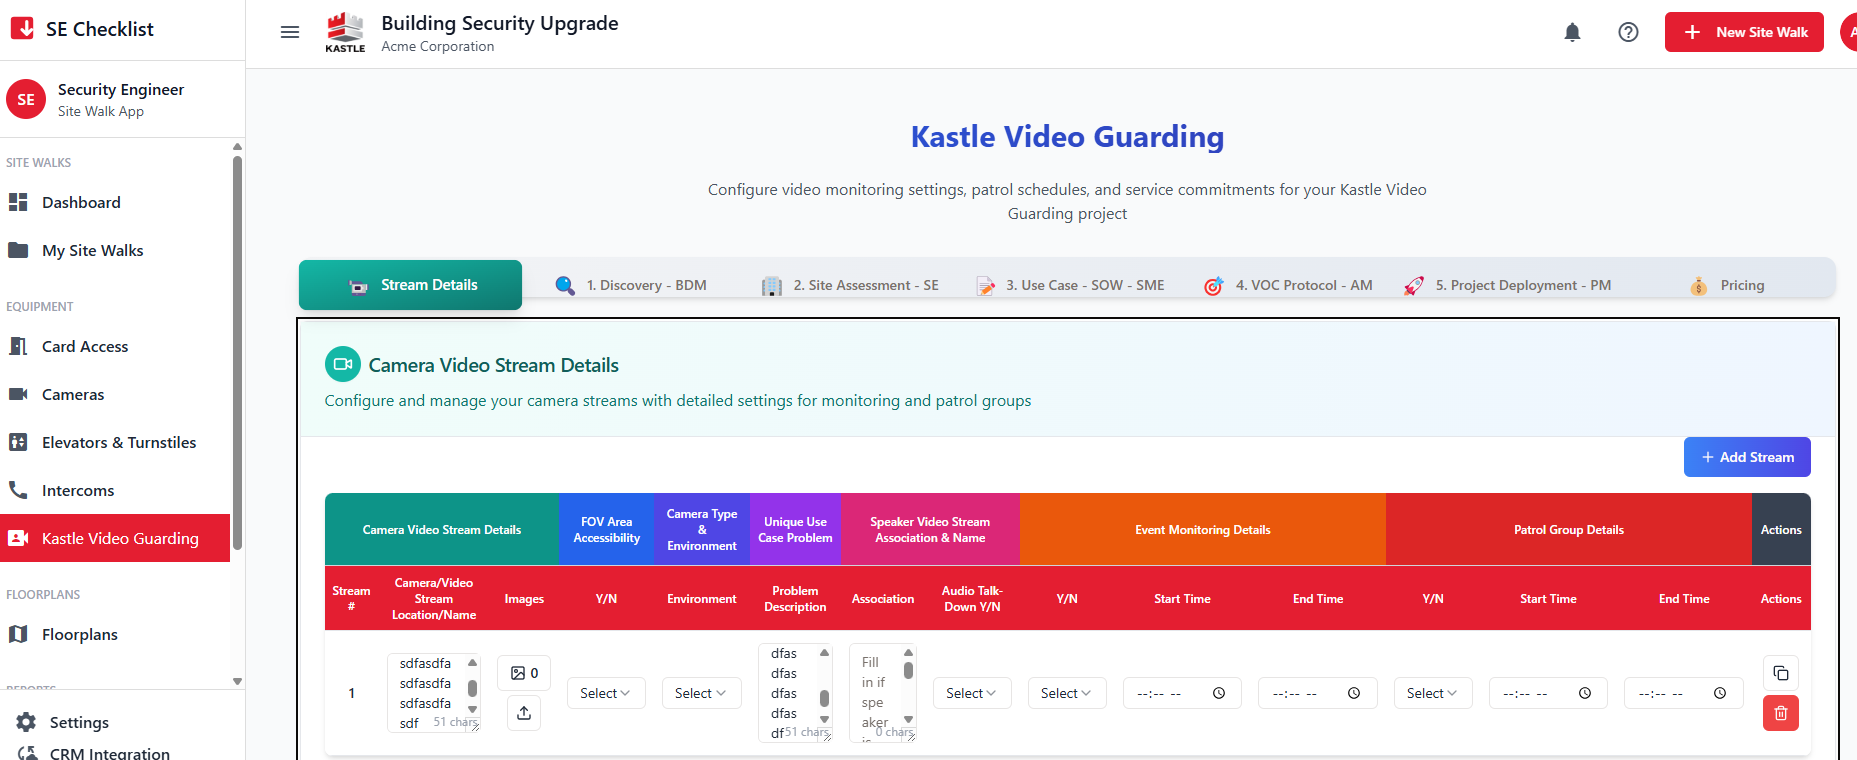 SE Checklist
SE
Security Engineer
Site Walk App
SITE WALKS
Dashboard
My Site Walks
EQUIPMENT
Card Access
Cameras
Elevators & Turnstiles
Intercoms
Kastle Video Guarding
FLOORPLANS
Floorplans
REPORTS
Settings
CRM Integration
KASTLE
Building Security Upgrade
Acme Corporation
New Site Walk
A
Kastle Video Guarding
Configure video monitoring settings, patrol schedules, and service commitments for your Kastle Video
Guarding project
Stream Details
1. Discovery - BDM
2. Site Assessment - SE
3. Use Case - SOW - SME
4. VOC Protocol - AM
5. Project Deployment - PM
Pricing
Camera Video Stream Details
Configure and manage your camera streams with detailed settings for monitoring and patrol groups
+ Add Stream
Camera Video Stream Details
FOV Area
Accessibility
Camera Type
&
Environment
Unique Use
Case Problem
Speaker Video Stream
Association & Name
Event Monitoring Details
Patrol Group Details
Actions
Stream
#
Camera/Video
Stream
Location/Name
Images
Y/N
Environment
Problem
Description
Association
Audio Talk-
Down Y/N
Y/N
Start Time
End Time
Y/N
Start Time
End Time
Actions
1
sdfasdfa
sdfasdfa
sdfasdfa
sdf
51 chars
0
Select
Select
dfas
dfas
dfas
dfas
df
51 chars
Fill
in if
spe
aker
is
0 chars
Select
Select
--:-- --
--:-- --
Select
--:-- --
--:-- --